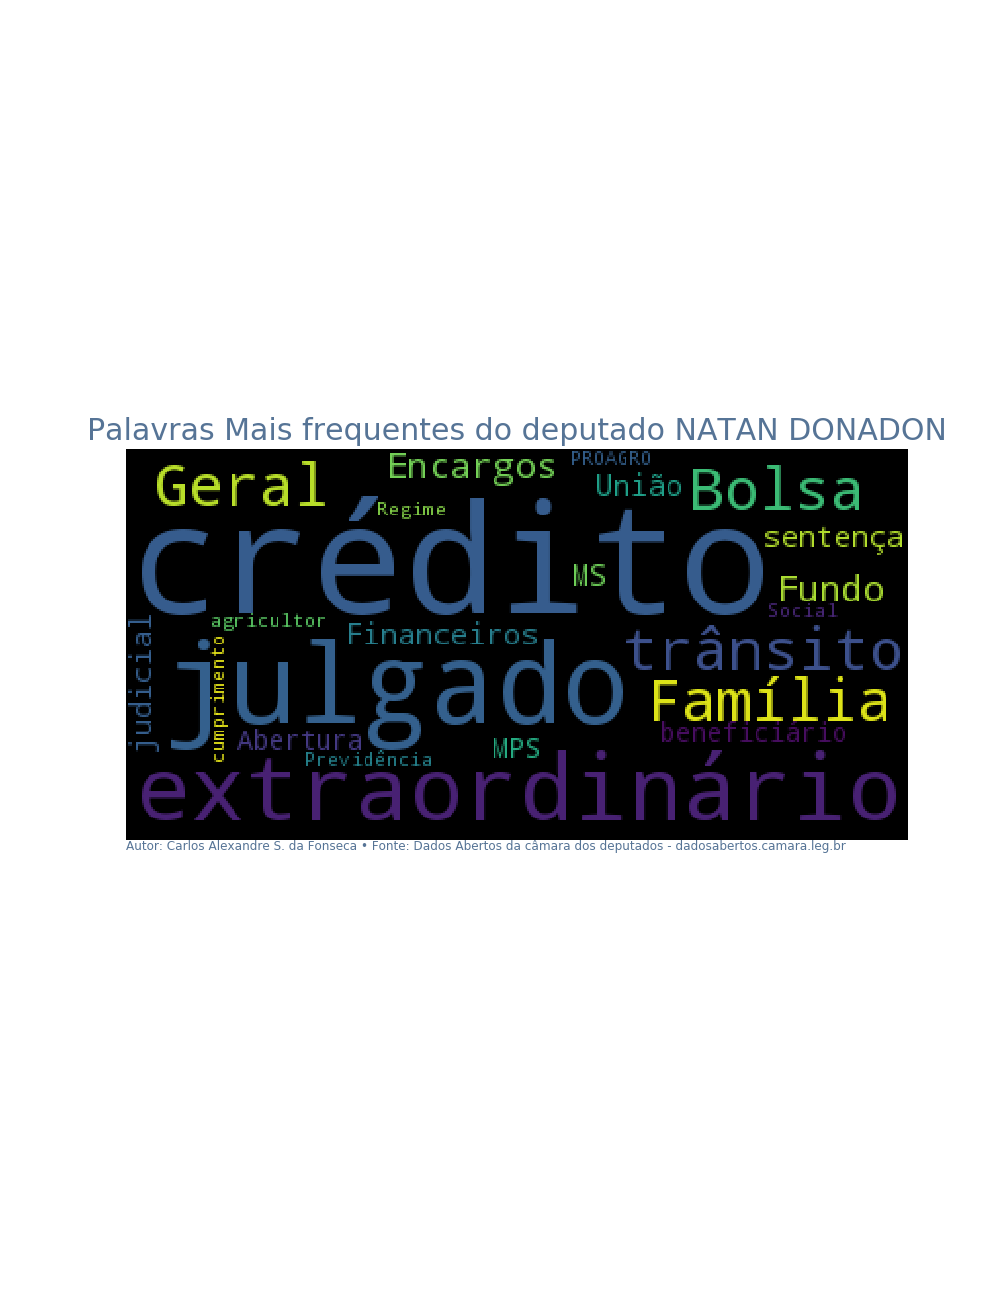 Palavras Mais frequentes do deputado NATAN DONADON
Encargos
PROAGRO
Geral
União
Bolsa
Regime
crédito
sentença
MS
Fundo
Social
agricultor
Financeiros
trânsito
judicial
cumprimento
julgado
Família
beneficiário
Abertura
MPS
Previdência
extraordinário
Autor: Carlos Alexandre S. da Fonseca • Fonte: Dados Abertos da câmara dos deputados - dadosabertos.camara.leg.br